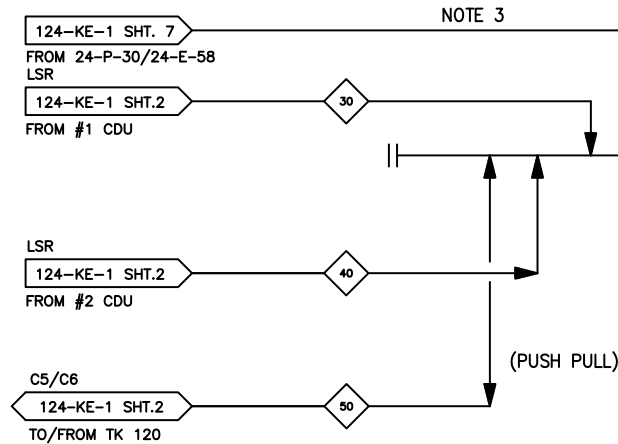 NOTE 3
124-KE-1 SHT. 7
FROM 24-P-30/24-E-58
LSR
124-KE-1 SHT.2
30
FROM #1 CDU
LSR
124-KE-1 SHT.2
40
FROM #2 CDU
(PUSH PULL)
C5/C6
124-KE-1 SHT.2
50
TO/FROM TK 120